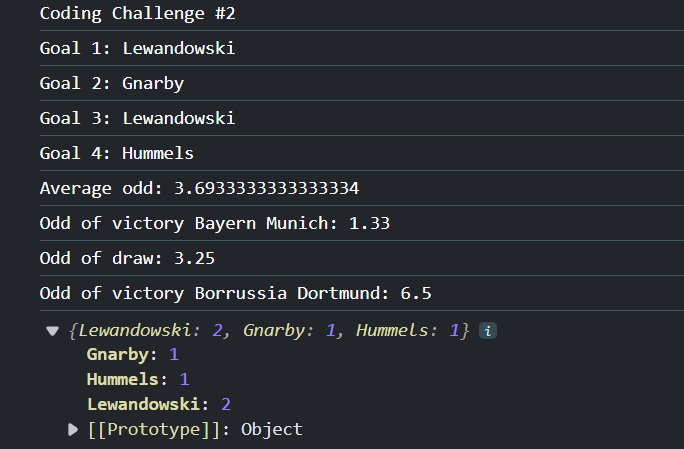 Coding Challenge #2
Goal 1: Lewandowski
Goal 2: Gnarby
Goal 3: Lewandowski
Goal 4: Hummels
Average odd: 3.6933333333333334
Odd of victory Bayern Munich: 1.33
Odd of draw: 3.25
Odd of victory Borrussia Dortmund: 6.5
{Lewandowski: 2, Gnarby: 1, Hummels: 1} i
Gnarby: 1
Hummels: 1
Lewandowski: 2
[[Prototype]]: Object